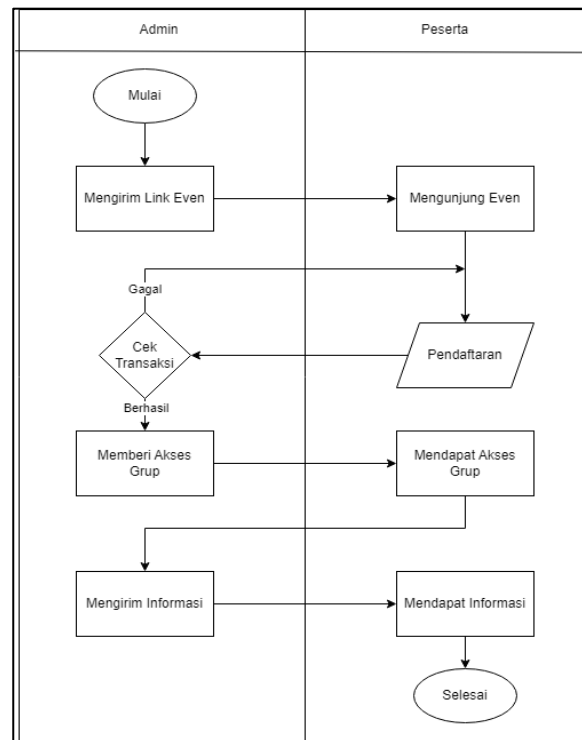 Admin
Peserta
Mulai
Mengirim Link Even
Mengunjung Even
Gagal
Cek
Transaksi
Pendaftaran
Berhasil
Memberi Akses
Grup
Mendapat Akses
Grup
Mengirim Informasi
Mendapat Informasi
Selesai